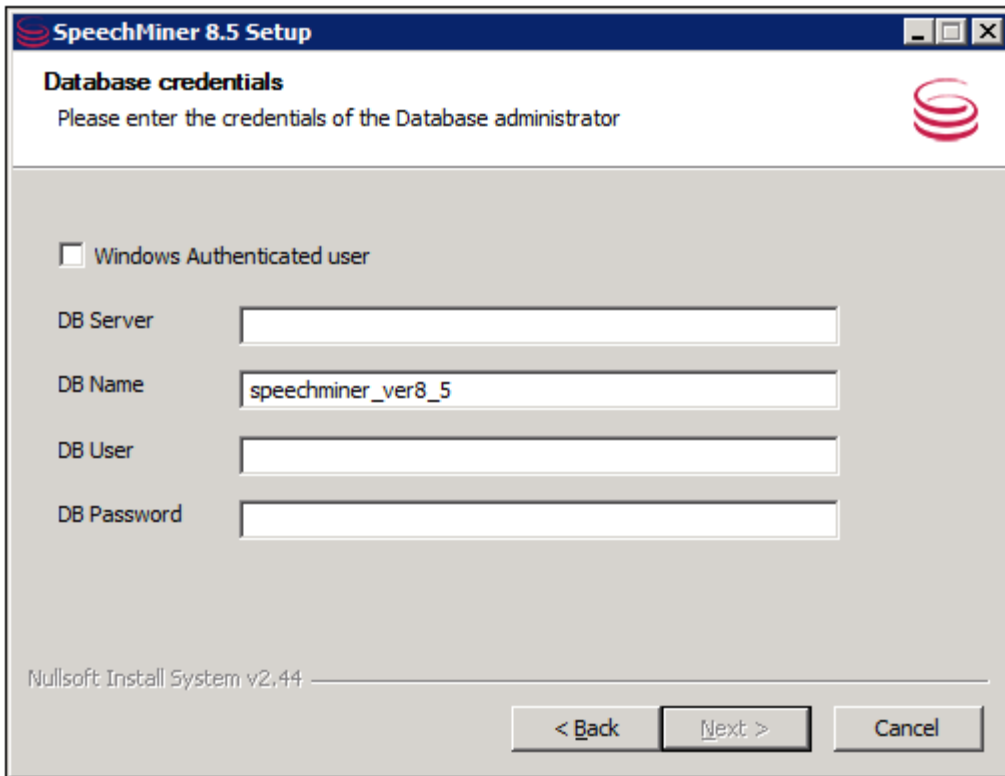 SpeechMiner 8.5 Setup
Database credentials
Please enter the credentials of the Database administrator
Windows Authenticated user
DB Server
DB Name speechminer_ver8_5
DB User
DB Password
Nullsoft Install System v2.44
< Back Next > Cancel